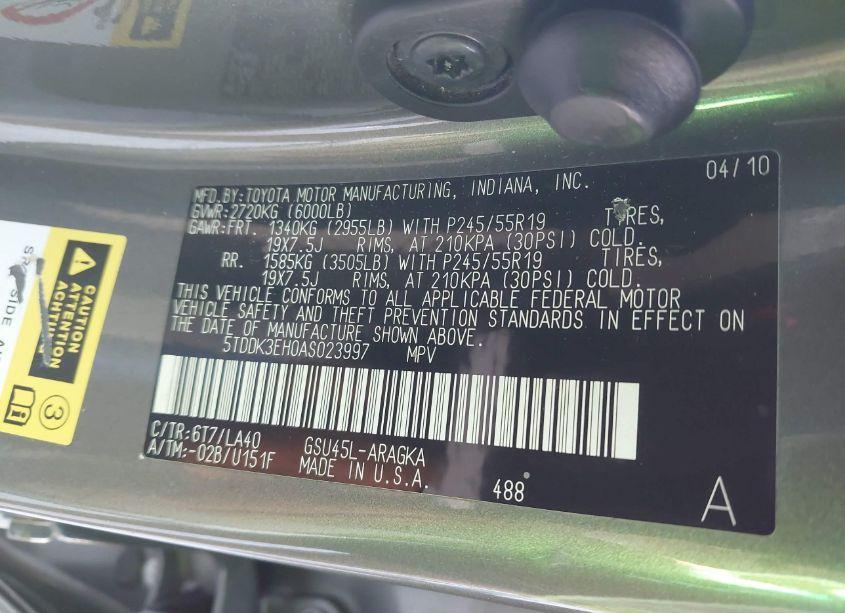 04/10
MFD.BY:TOYOTA MOTOR MANUFACTURING, INDIANA, INC.
GVWR:2720KG (6000LB)
GAWR:FRT. 1340KG (2955LB) WITH P245/55R19 TIRES,
19X7.5J RIMS, AT 210KPA (30PSI) COLD.
RR. 1585KG (3505LB) WITH P245/55R19 TIRES,
19X7.5J RIMS, AT 210KPA (30PSI) COLD.
THIS VEHICLE CONFORMS TO ALL APPLICABLE FEDERAL MOTOR
VEHICLE SAFETY AND THEFT PREVENTION STANDARDS IN EFFECT ON
THE DATE OF MANUFACTURE SHOWN ABOVE.
5TDDK3EH0AS023997 MPV
C/TR:6T7/LA40 GSU45L-ARAGKA
A/TM:-02B/U151F MADE IN U.S.A.
488
A
CAUTION
ATTENTION
ACHTUNG
SIDE
3